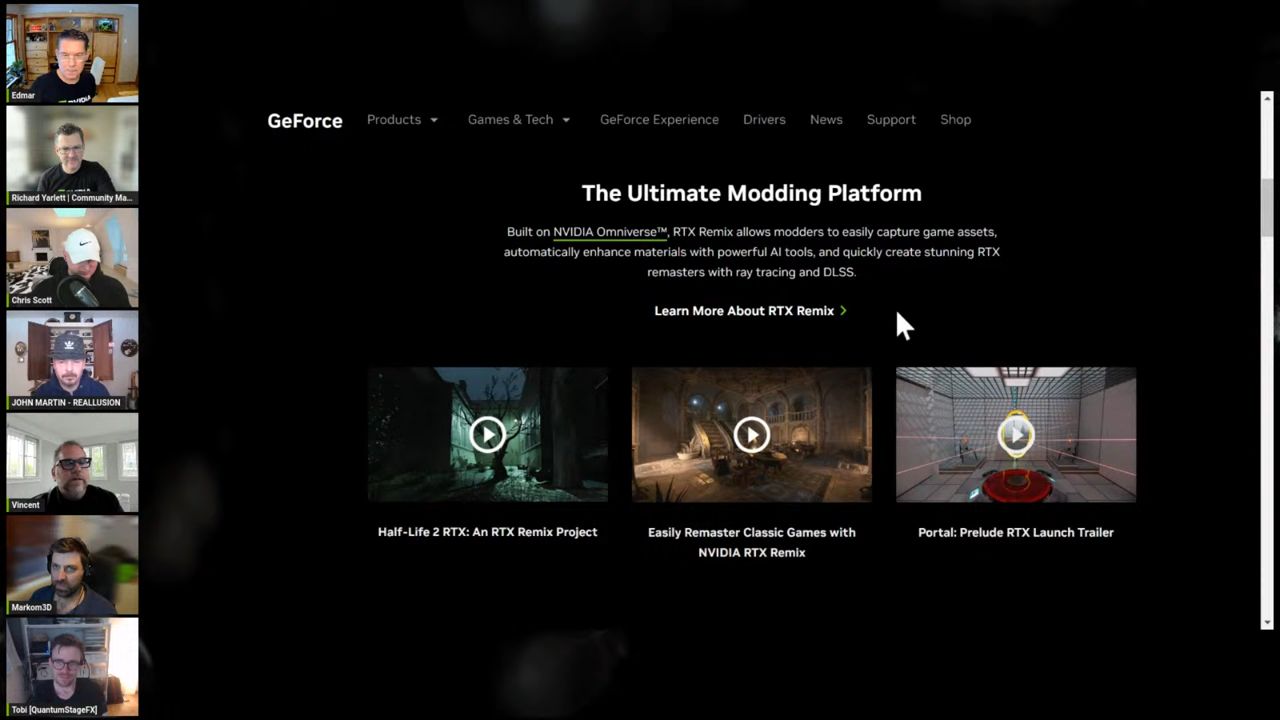 Edmar
Richard Yarlett | Community Ma...
Chris Scott
JOHN MARTIN - REALLUSION
Vincent
Markom3D
Tobi [QuantumStageFX]
GeForce Products Games & Tech GeForce Experience Drivers News Support Shop
The Ultimate Modding Platform
Built on NVIDIA Omniverse™, RTX Remix allows modders to easily capture game assets,
automatically enhance materials with powerful AI tools, and quickly create stunning RTX
remasters with ray tracing and DLSS.
Learn More About RTX Remix
Half-Life 2 RTX: An RTX Remix Project
Easily Remaster Classic Games with
NVIDIA RTX Remix
Portal: Prelude RTX Launch Trailer